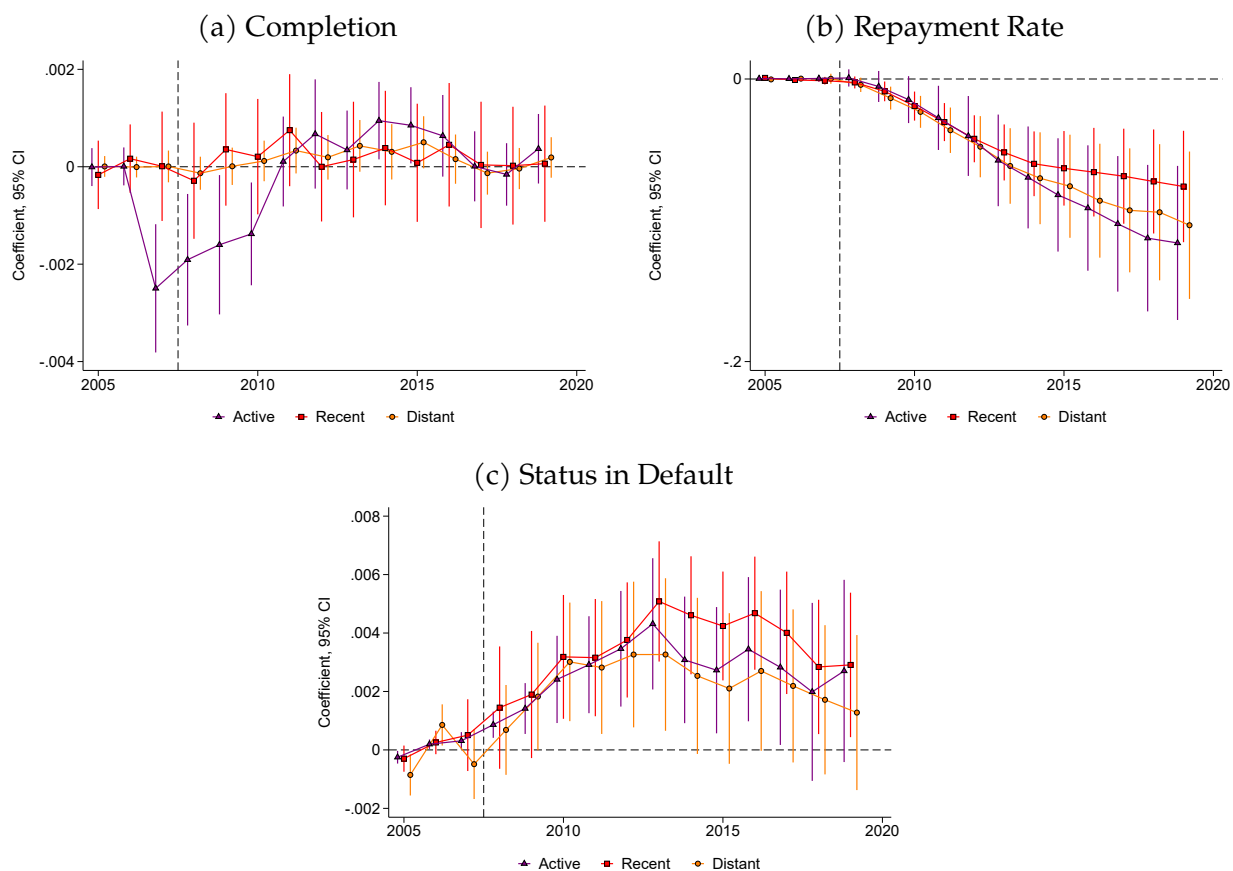 (a) Completion
.002
0
-.002
-.004
Coefficient, 95% CI
2005 2010 2015 2020
Active Recent Distant
(b) Repayment Rate
0
-.2
Coefficient, 95% CI
2005 2010 2015 2020
Active Recent Distant
(c) Status in Default
.008
.006
.004
.002
0
-.002
Coefficient, 95% CI
2005 2010 2015 2020
Active Recent Distant